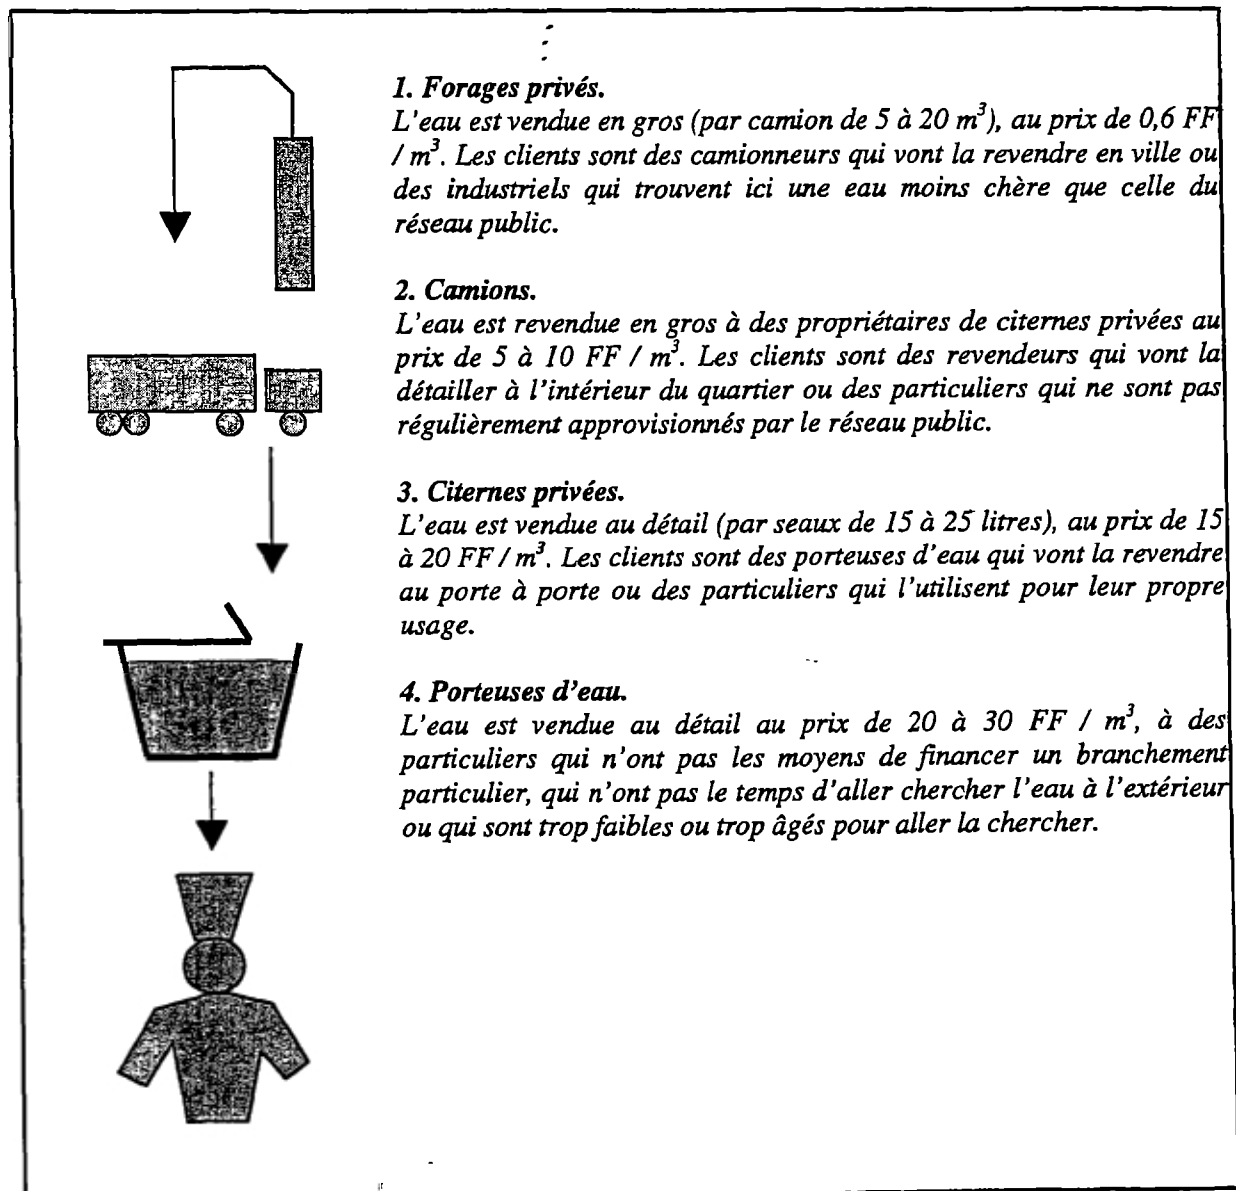 1. Forages privés.
L'eau est vendue en gros (par camion de 5 à 20 m³), au prix de 0,6 FF
/ m³. Les clients sont des camionneurs qui vont la revendre en ville ou
des industriels qui trouvent ici une eau moins chère que celle du
réseau public.
2. Camions.
L'eau est revendue en gros à des propriétaires de citernes privées au
prix de 5 à 10 FF / m³. Les clients sont des revendeurs qui vont la
détailler à l'intérieur du quartier ou des particuliers qui ne sont pas
régulièrement approvisionnés par le réseau public.
3. Citernes privées.
L'eau est vendue au détail (par seaux de 15 à 25 litres), au prix de 15
à 20 FF / m³. Les clients sont des porteuses d'eau qui vont la revendre
au porte à porte ou des particuliers qui l'utilisent pour leur propre
usage.
4. Porteuses d'eau.
L'eau est vendue au détail au prix de 20 à 30 FF / m³, à des
particuliers qui n'ont pas les moyens de financer un branchement
particulier, qui n'ont pas le temps d'aller chercher l'eau à l'extérieur
ou qui sont trop faibles ou trop âgés pour aller la chercher.